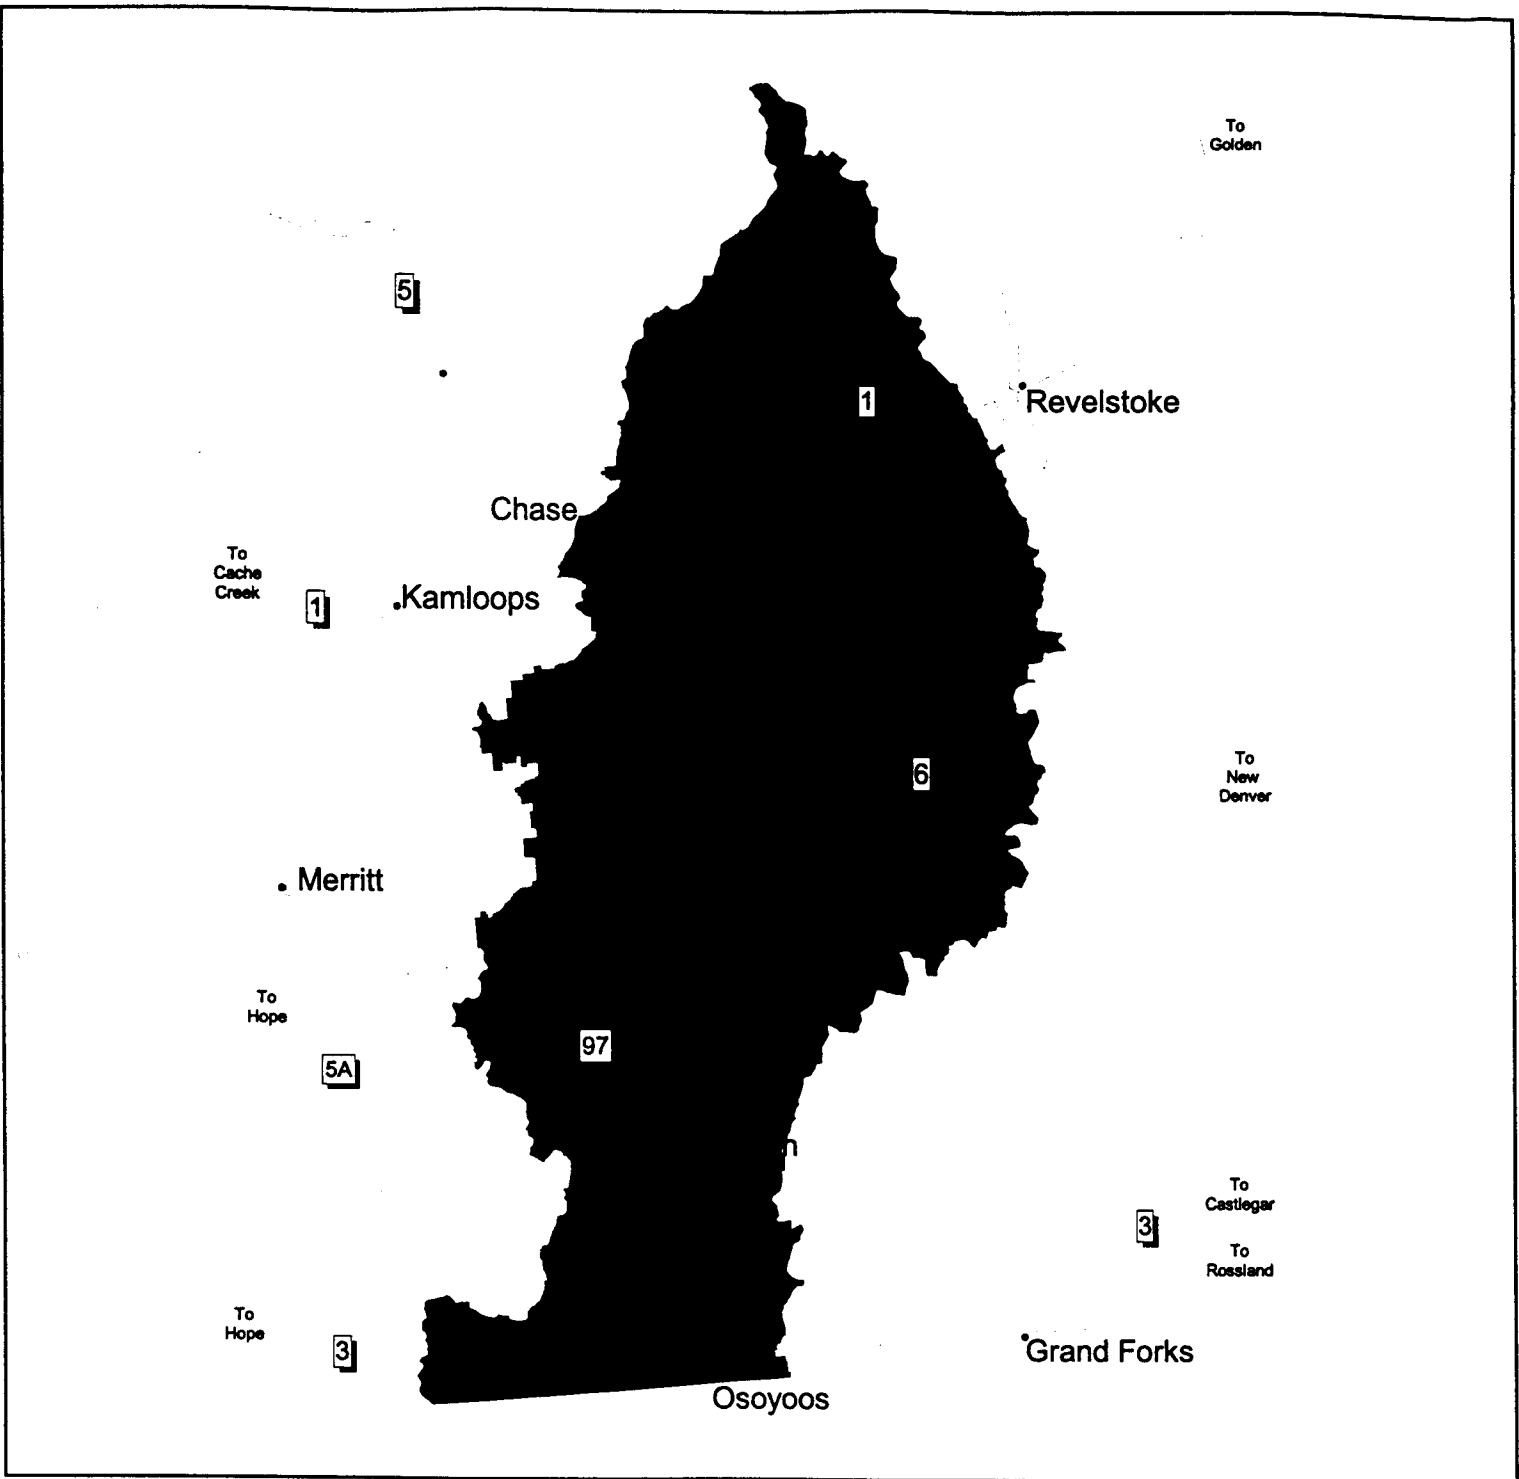 To
Golden
5
1
Revelstoke
Chase
To
Cache
Creek
1
Kamloops
6
To
New
Denver
Merritt
To
Hope
97
5A
n
To
Castlegar
3
To
Rossland
To
Hope
3
Grand Forks
Osoyoos